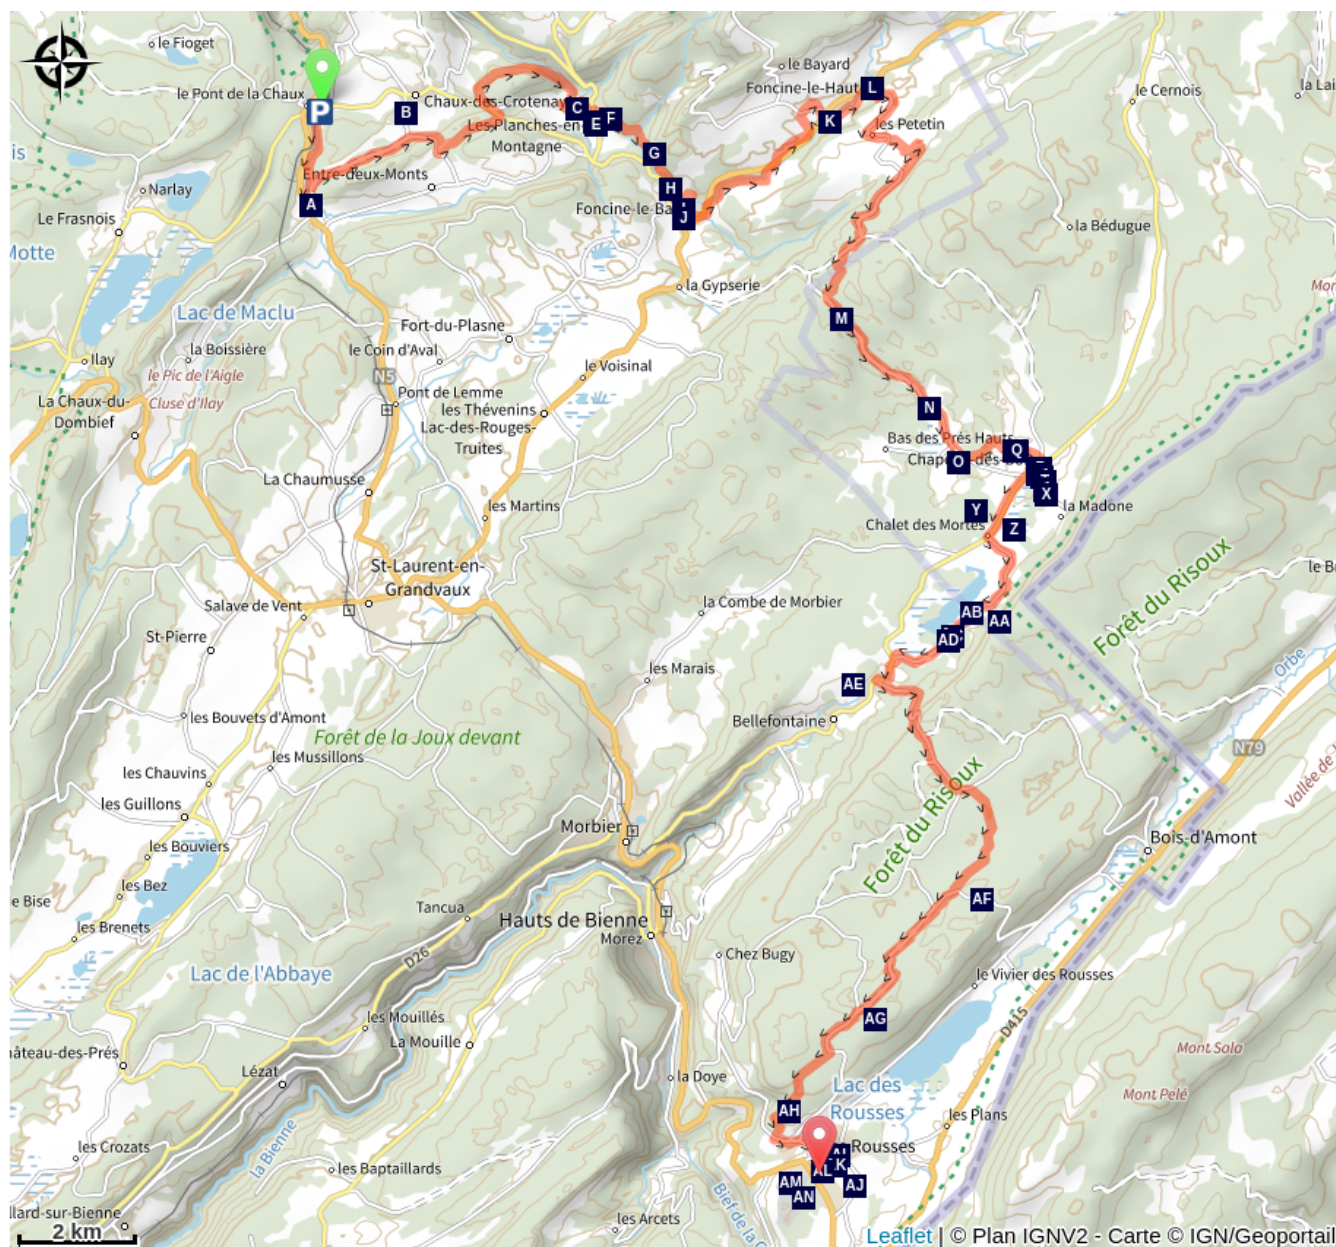 le Fioget
le Bayard
le Pont de la Chaux
P
B
Chaux-des-Crotenay
Foncine-le-Haut
L
le Cernois
C
E
F
K
les Petetin
Les Planches-en-
Montagne
G
Entre-deux-Monts
Narlay
H
A
Foncine-le-Ba
J
Le Frasnois
la Bédugue
Motte
la Gypserie
Lac de Maclu
M
Fort-du-Plasne
la Boissière
le Coin d'Aval
Ilay
le Pic de l'Aigle
Cluse d'Ilay
N5
le Voisinal
La Chaux-du-
Dombief
Pont de Lemme
les Thévenins
Lac-des-Rouges-
Truites
N
Bas des Prés Hauts
Q
O
X
La Chaumusse
les Martins
Y
la Madone
Chalet des Mortes
Z
St-Laurent-en-
Grandvaux
Forêt du Risoux
Salave de Vent
la Combe de Morbier
AB
AA
St-Pierre
AD
Orbe
les Marais
AE
Bellefontaine
les Bouvets d'Amont
Forêt de la Joux devant
N79
les Mussillons
les Chauvins
les Guillons
Forêt du Risoux
Morbier
Bois-d'Amont
les Bouviers
les Bez
e Bise
AF
Tancua
Hauts de Bienne
Morez
les Brenets
D26
Chez Bugy
Lac de l'Abbaye
le Vivier des Rousses
les Mouillés
AG
D415
La Mouille
Mont Sala
âteau-des-Prés
Lézat
la Doye
Lac des
Rousses
Mont Pelé
AH
les Plans
les Crozats
la Bienne
Rousses
les Baptaillards
AL
AM
AJ
AN
llard-sur-Bienne
les Arcets
2 km
Leaflet | © Plan IGNV2 - Carte © IGN/Geoportail